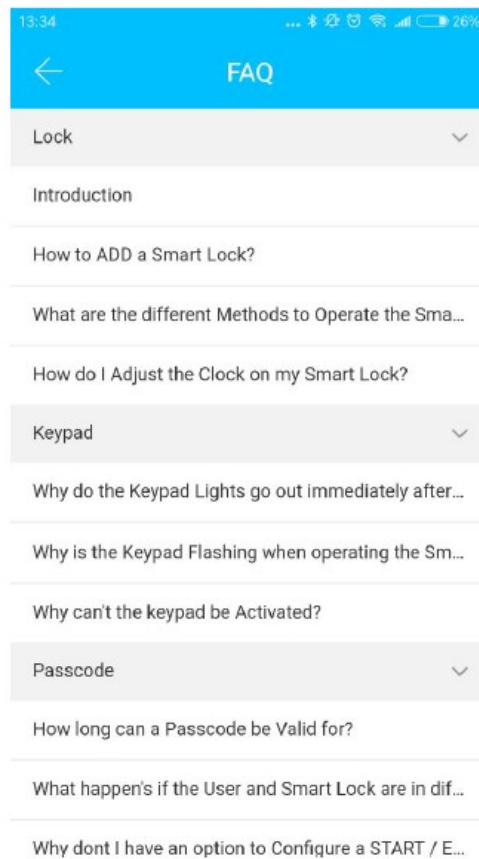 13:34 ... 26%
FAQ
Lock
Introduction
How to ADD a Smart Lock?
What are the different Methods to Operate the Sma...
How do I Adjust the Clock on my Smart Lock?
Keypad
Why do the Keypad Lights go out immediately after...
Why is the Keypad Flashing when operating the Sm...
Why can't the keypad be Activated?
Passcode
How long can a Passcode be Valid for?
What happen's if the User and Smart Lock are in dif...
Why dont I have an option to Configure a START / E...